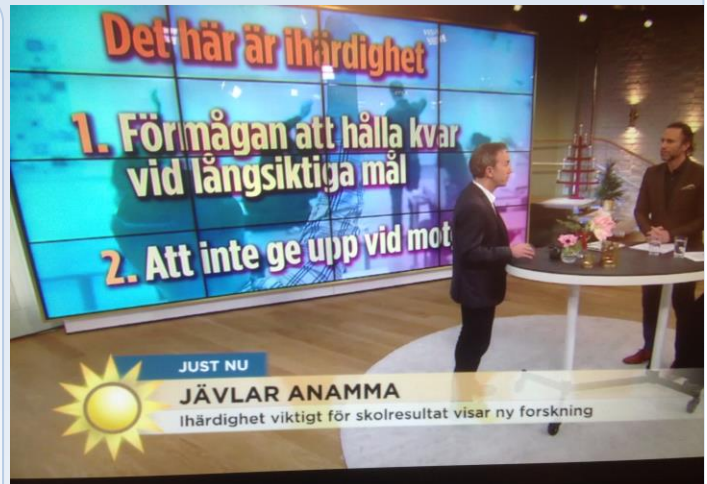 Det här är ihärdighet
1. Förmågan att hålla kvar
vid långsiktiga mål
2. Att inte ge upp vid
JUST NU
JÄVLAR ANAMMA
Ihärdighet viktigt för skolresultat visar ny forskning